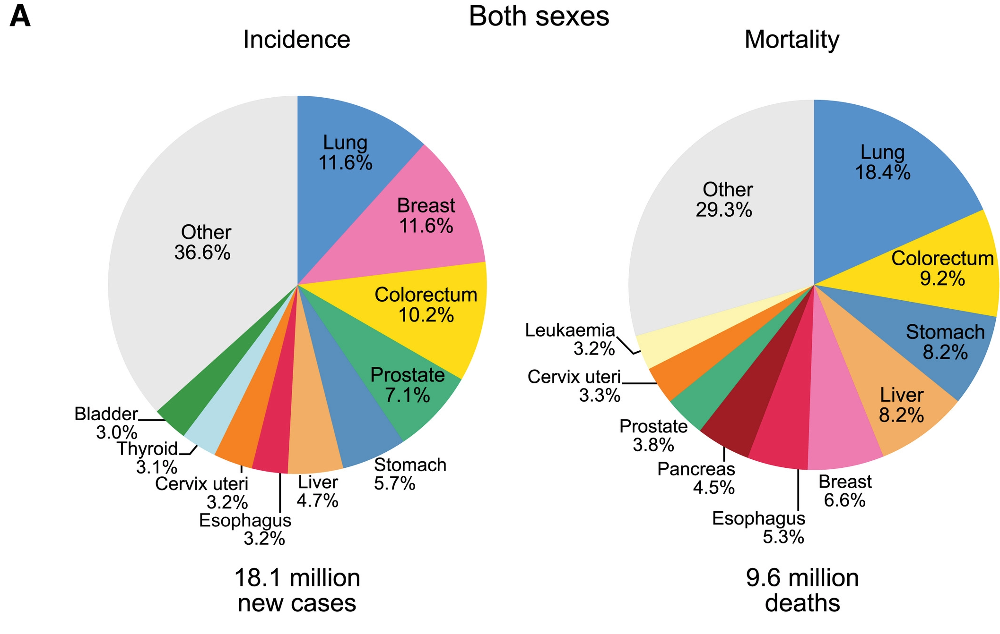 A
Both sexes
Incidence
Lung
11.6%
Breast
11.6%
Colorectum
10.2%
Prostate
7.1%
Stomach
5.7%
Liver
4.7%
Esophagus
3.2%
Cervix uteri
3.2%
Thyroid
3.1%
Bladder
3.0%
Other
36.6%
18.1 million
new cases
Mortality
Lung
18.4%
Colorectum
9.2%
Stomach
8.2%
Liver
8.2%
Breast
6.6%
Esophagus
5.3%
Pancreas
4.5%
Prostate
3.8%
Cervix uteri
3.3%
Leukaemia
3.2%
Other
29.3%
9.6 million
deaths